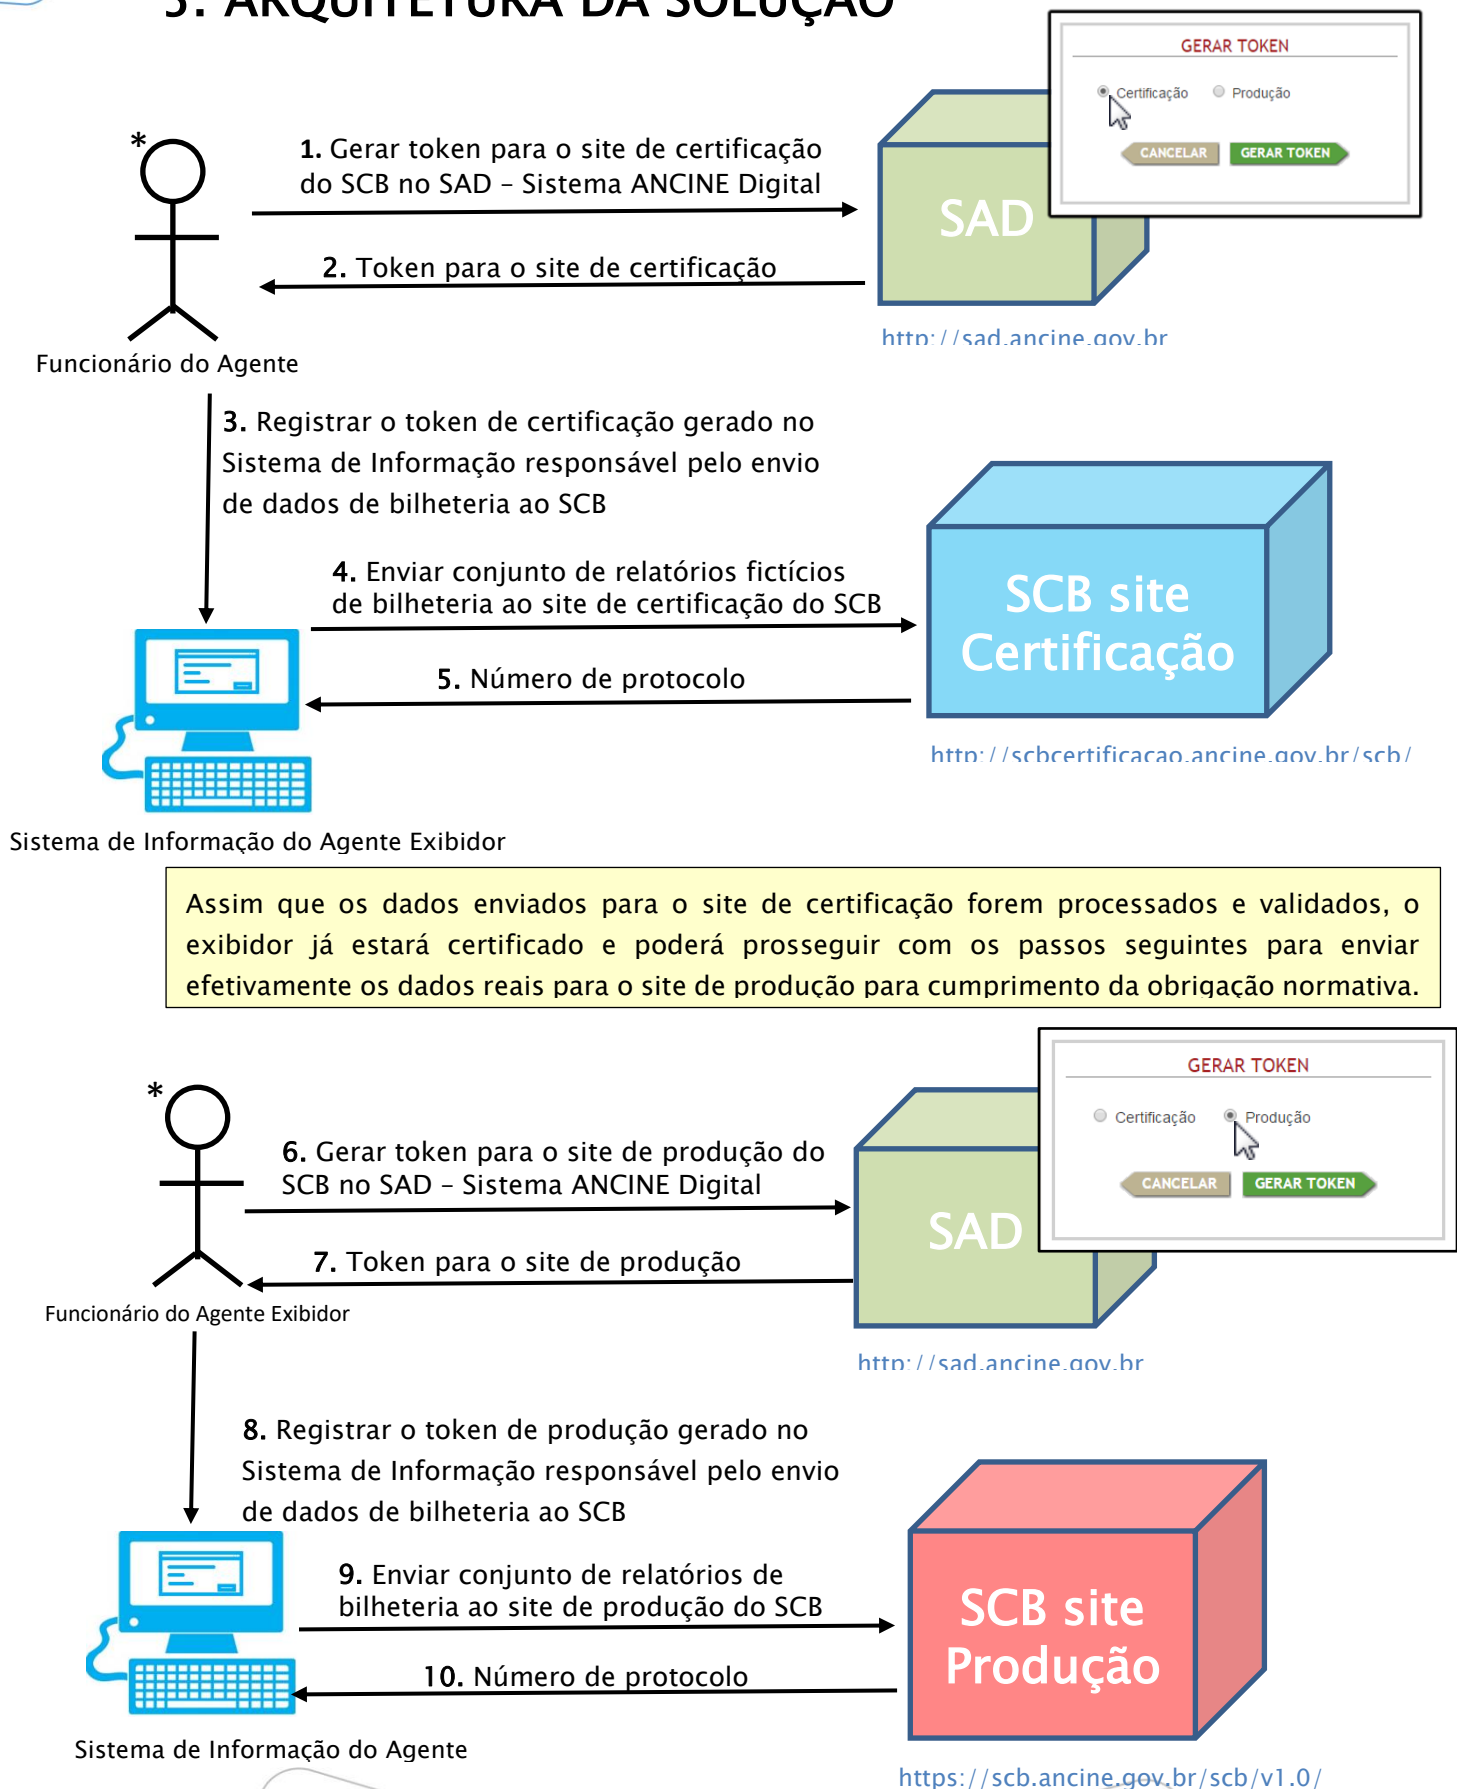 5. ARQUITETURA DA SOLUÇÃO
GERAR TOKEN
Certificação Produção
CANCELAR GERAR TOKEN
*
1. Gerar token para o site de certificação
do SCB no SAD – Sistema ANCINE Digital
SAD
2. Token para o site de certificação
http://sad.ancine.gov.br
Funcionário do Agente
3. Registrar o token de certificação gerado no
Sistema de Informação responsável pelo envio
de dados de bilheteria ao SCB
4. Enviar conjunto de relatórios fictícios
de bilheteria ao site de certificação do SCB
SCB site
Certificação
5. Número de protocolo
http://scbcertificacao.ancine.gov.br/scb/
Sistema de Informação do Agente Exibidor
Assim que os dados enviados para o site de certificação forem processados e validados, o
exibidor já estará certificado e poderá prosseguir com os passos seguintes para enviar
efetivamente os dados reais para o site de produção para cumprimento da obrigação normativa.
GERAR TOKEN
Certificação Produção
CANCELAR GERAR TOKEN
*
6. Gerar token para o site de produção do
SCB no SAD – Sistema ANCINE Digital
SAD
7. Token para o site de produção
Funcionário do Agente Exibidor
http://sad.ancine.gov.br
8. Registrar o token de produção gerado no
Sistema de Informação responsável pelo envio
de dados de bilheteria ao SCB
9. Enviar conjunto de relatórios de
bilheteria ao site de produção do SCB
SCB site
Produção
10. Número de protocolo
Sistema de Informação do Agente
https://scb.ancine.gov.br/scb/v1.0/